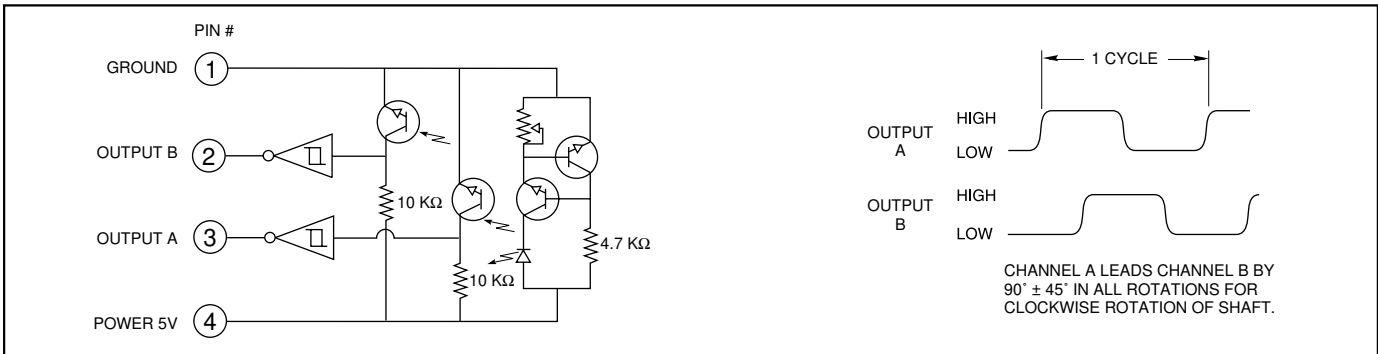 PIN #
GROUND 1
OUTPUT B 2
10 KΩ
OUTPUT A 3
10 KΩ
4.7 KΩ
POWER 5V 4
1 CYCLE
OUTPUT
A
HIGH
LOW
OUTPUT
B
HIGH
LOW
CHANNEL A LEADS CHANNEL B BY
90° ± 45° IN ALL ROTATIONS FOR
CLOCKWISE ROTATION OF SHAFT.